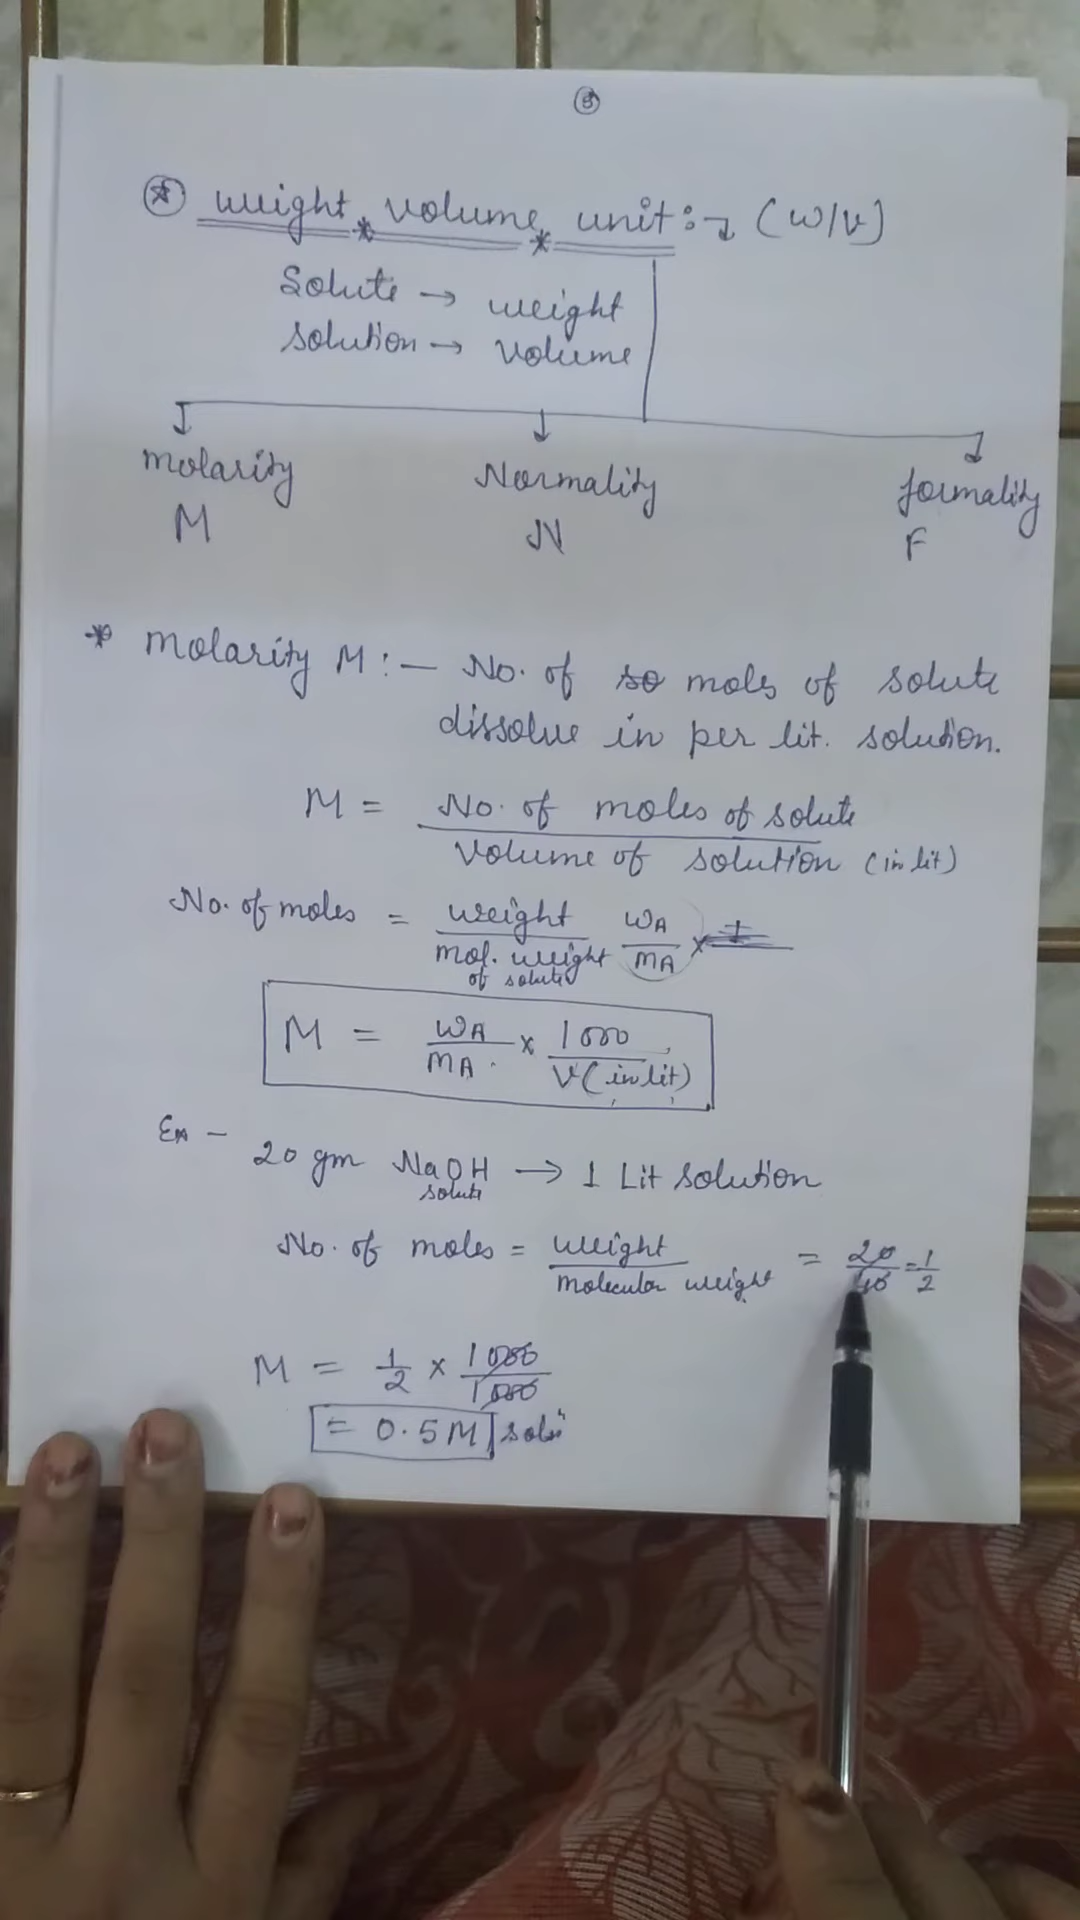 ③
⊛ weight volume unit :↴ (w/v)
Solute → weight
solution → volume
molarity Normality formality
M N F
* Molarity M : — No. of so moles of solute
dissolve in per lit. solution.
M = No. of moles of solute / Volume of solution (in lit)
No. of moles = weight / mol. weight of solute WA / MA ×
M = WA / MA × 1000 / V (in lit)
Ex – 20 gm NaOH → 1 Lit solution
solute
No. of moles = weight / molecular weight = 20 / 40 = 1 / 2
M = 1 / 2 × 1000 / 1000
= 0.5 M solⁿ